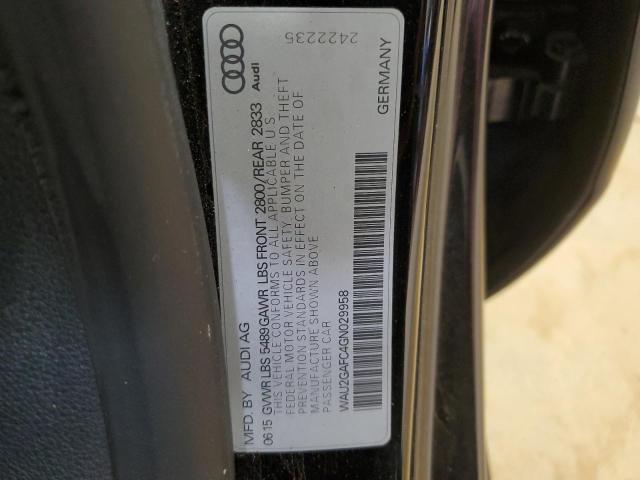 MFD. BY AUDI AG
06 15 GVWR LBS 5489 GAWR LBS FRONT 2800/REAR 2833
THIS VEHICLE CONFORMS TO ALL APPLICABLE U.S.
FEDERAL MOTOR VEHICLE SAFETY, BUMPER AND THEFT
PREVENTION STANDARDS IN EFFECT ON THE DATE OF
MANUFACTURE SHOWN ABOVE
PASSENGER CAR
WAU2GAFC4GN029958
Audi
2422235
GERMANY